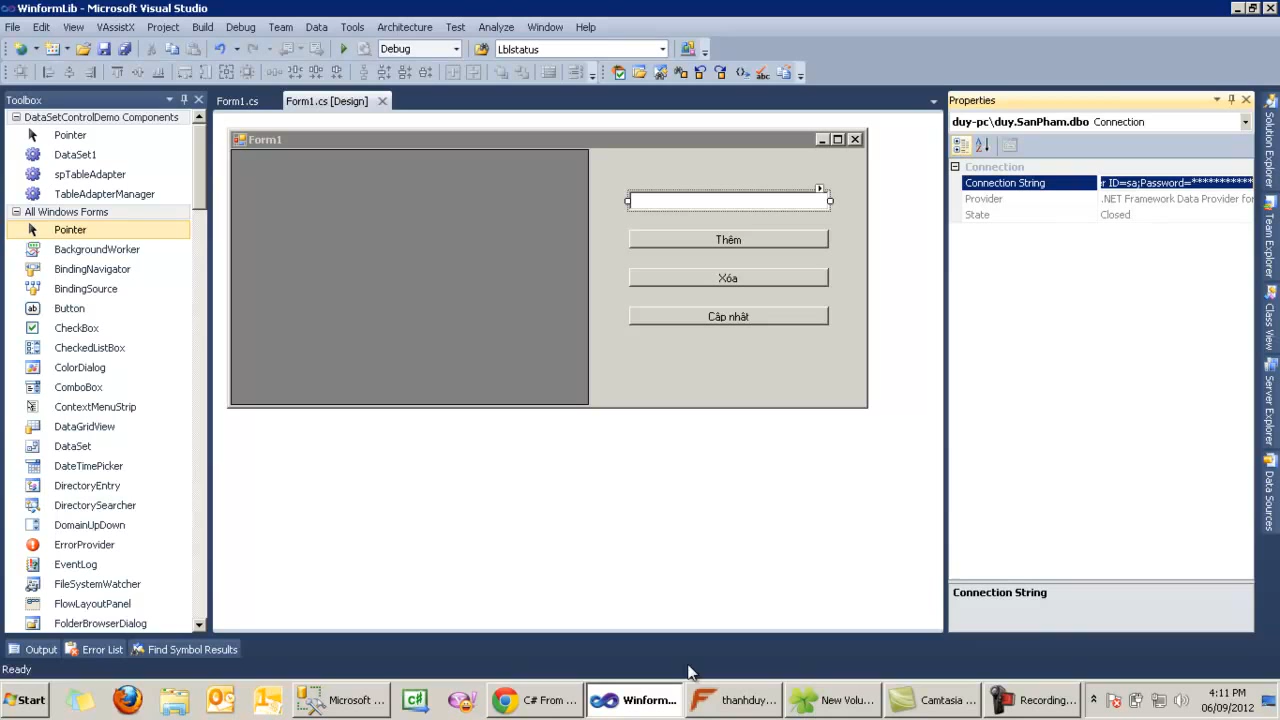 WinformLib - Microsoft Visual Studio
File Edit View VAssistX Project Build Debug Team Data Tools Architecture Test Analyze Window Help
Debug Lblstatus
Toolbox
Form1.cs Form1.cs [Design]
Properties
DataSetControlDemo Components
Pointer
DataSet1
spTableAdapter
TableAdapterManager
All Windows Forms
Pointer
BackgroundWorker
BindingNavigator
BindingSource
Button
CheckBox
CheckedListBox
ColorDialog
ComboBox
ContextMenuStrip
DataGridView
DataSet
DateTimePicker
DirectoryEntry
DirectorySearcher
DomainUpDown
ErrorProvider
EventLog
FileSystemWatcher
FlowLayoutPanel
FolderBrowserDialog
Form1
Thêm
Xóa
Cập nhật
duy-pc\duy.SanPham.dbo Connection
Connection
Connection String r ID=sa;Password=************
Provider .NET Framework Data Provider for
State Closed
Connection String
Solution Explorer
Team Explorer
Class View
Server Explorer
Data Sources
Output Error List Find Symbol Results
Ready
Start Microsoft ... C# From ... Winform... thanhduy... New Volu... Camtasia ... Recording...
4:11 PM
06/09/2012